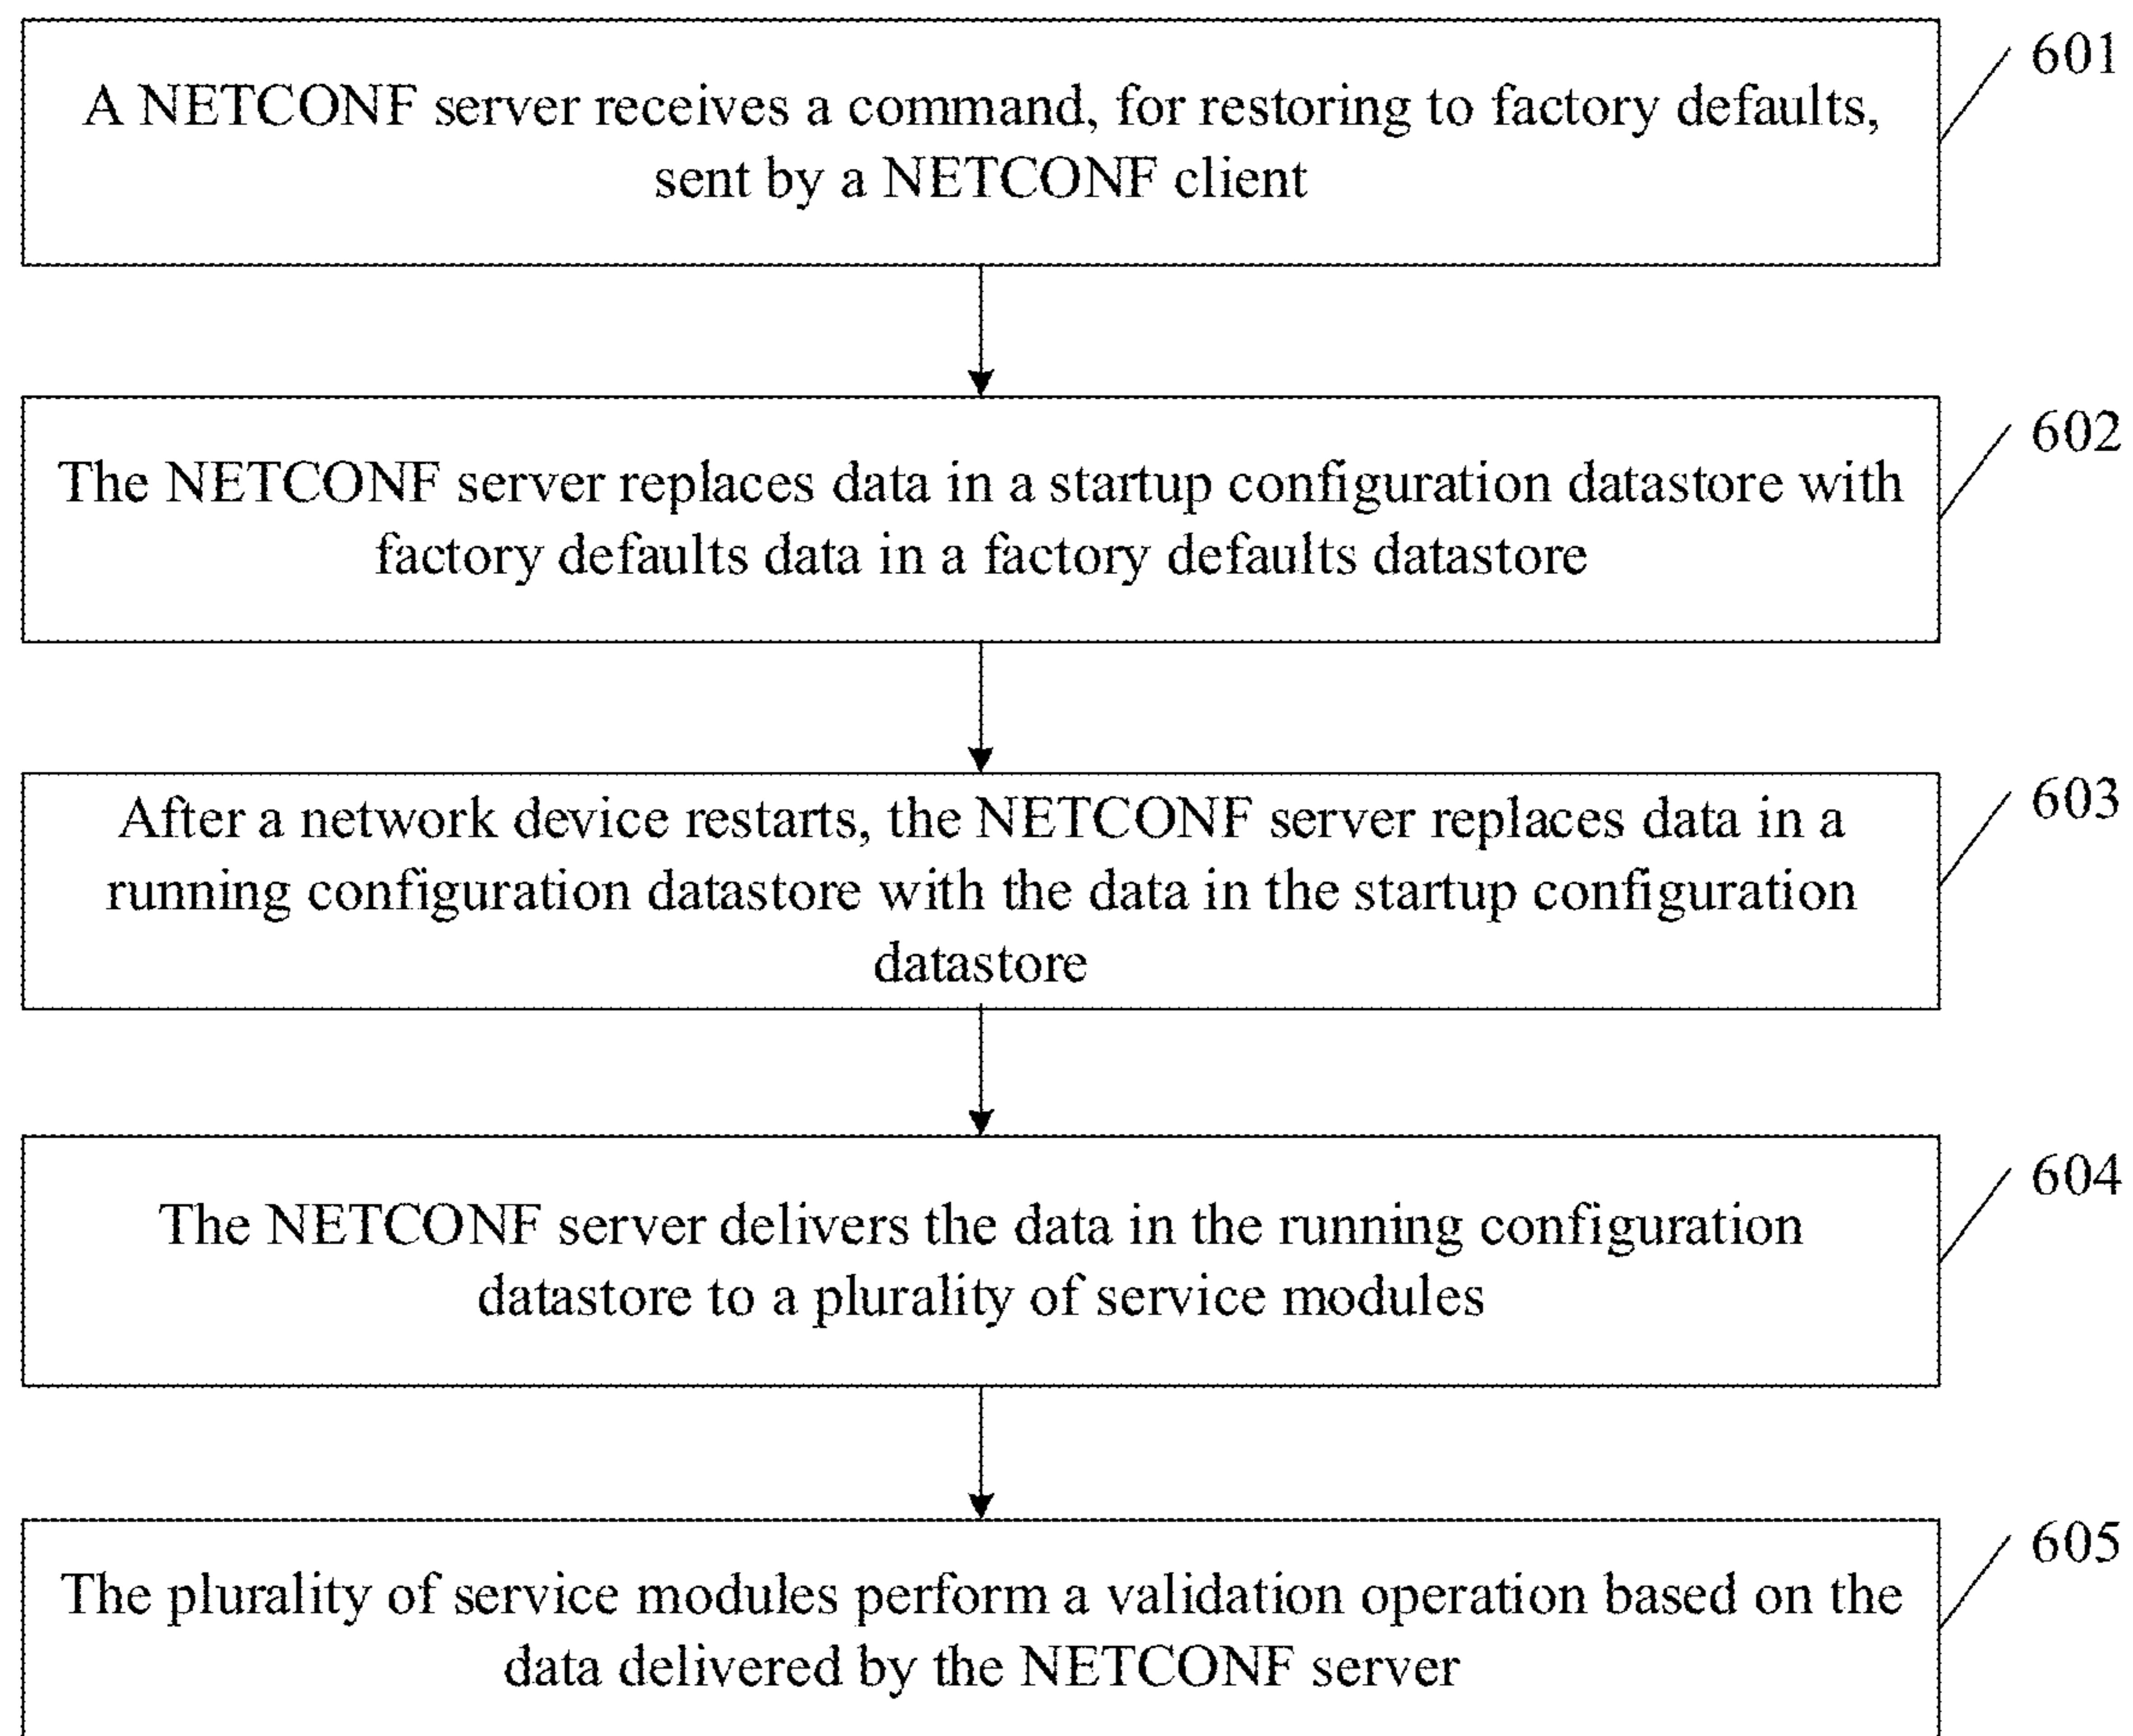 A NETCONF server receives a command, for restoring to factory defaults,
sent by a NETCONF client
601
The NETCONF server replaces data in a startup configuration datastore with
factory defaults data in a factory defaults datastore
602
After a network device restarts, the NETCONF server replaces data in a
running configuration datastore with the data in the startup configuration
datastore
603
The NETCONF server delivers the data in the running configuration
datastore to a plurality of service modules
604
The plurality of service modules perform a validation operation based on the
data delivered by the NETCONF server
605